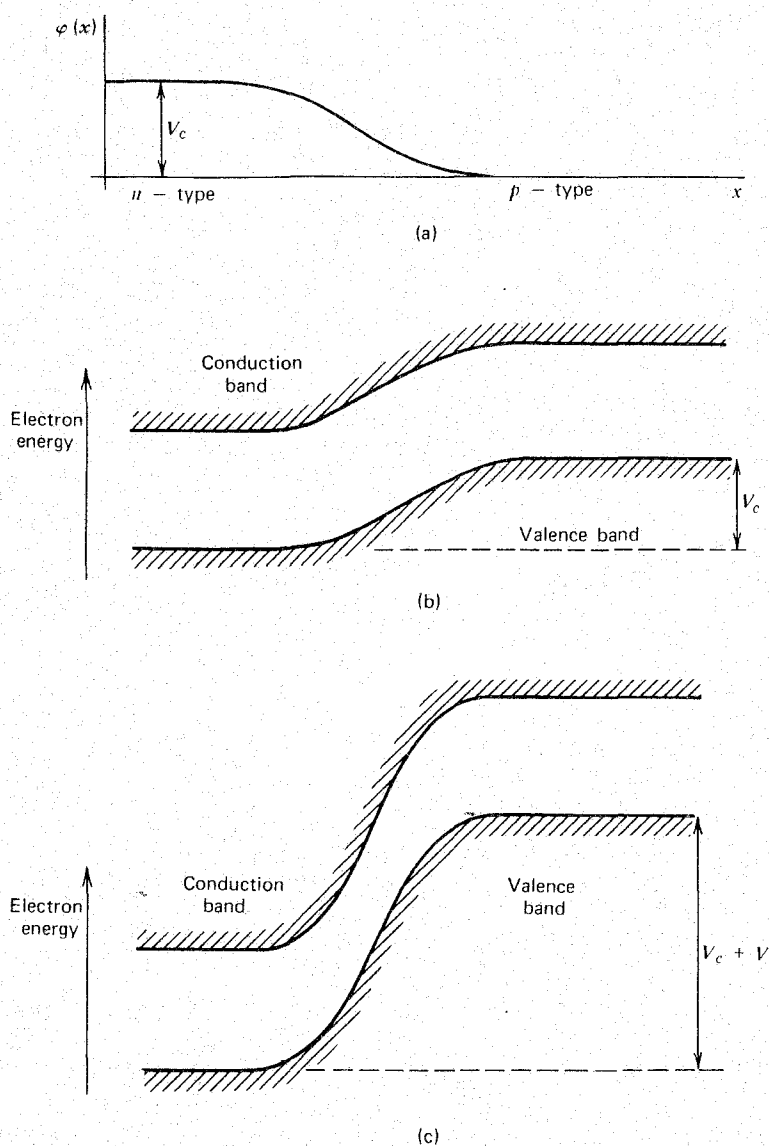 φ (x)
V_c
n – type
p – type
x
(a)
Conduction
band
Electron
energy
V_c
Valence band
(b)
Conduction
band
Valence
band
Electron
energy
V_c + V
(c)